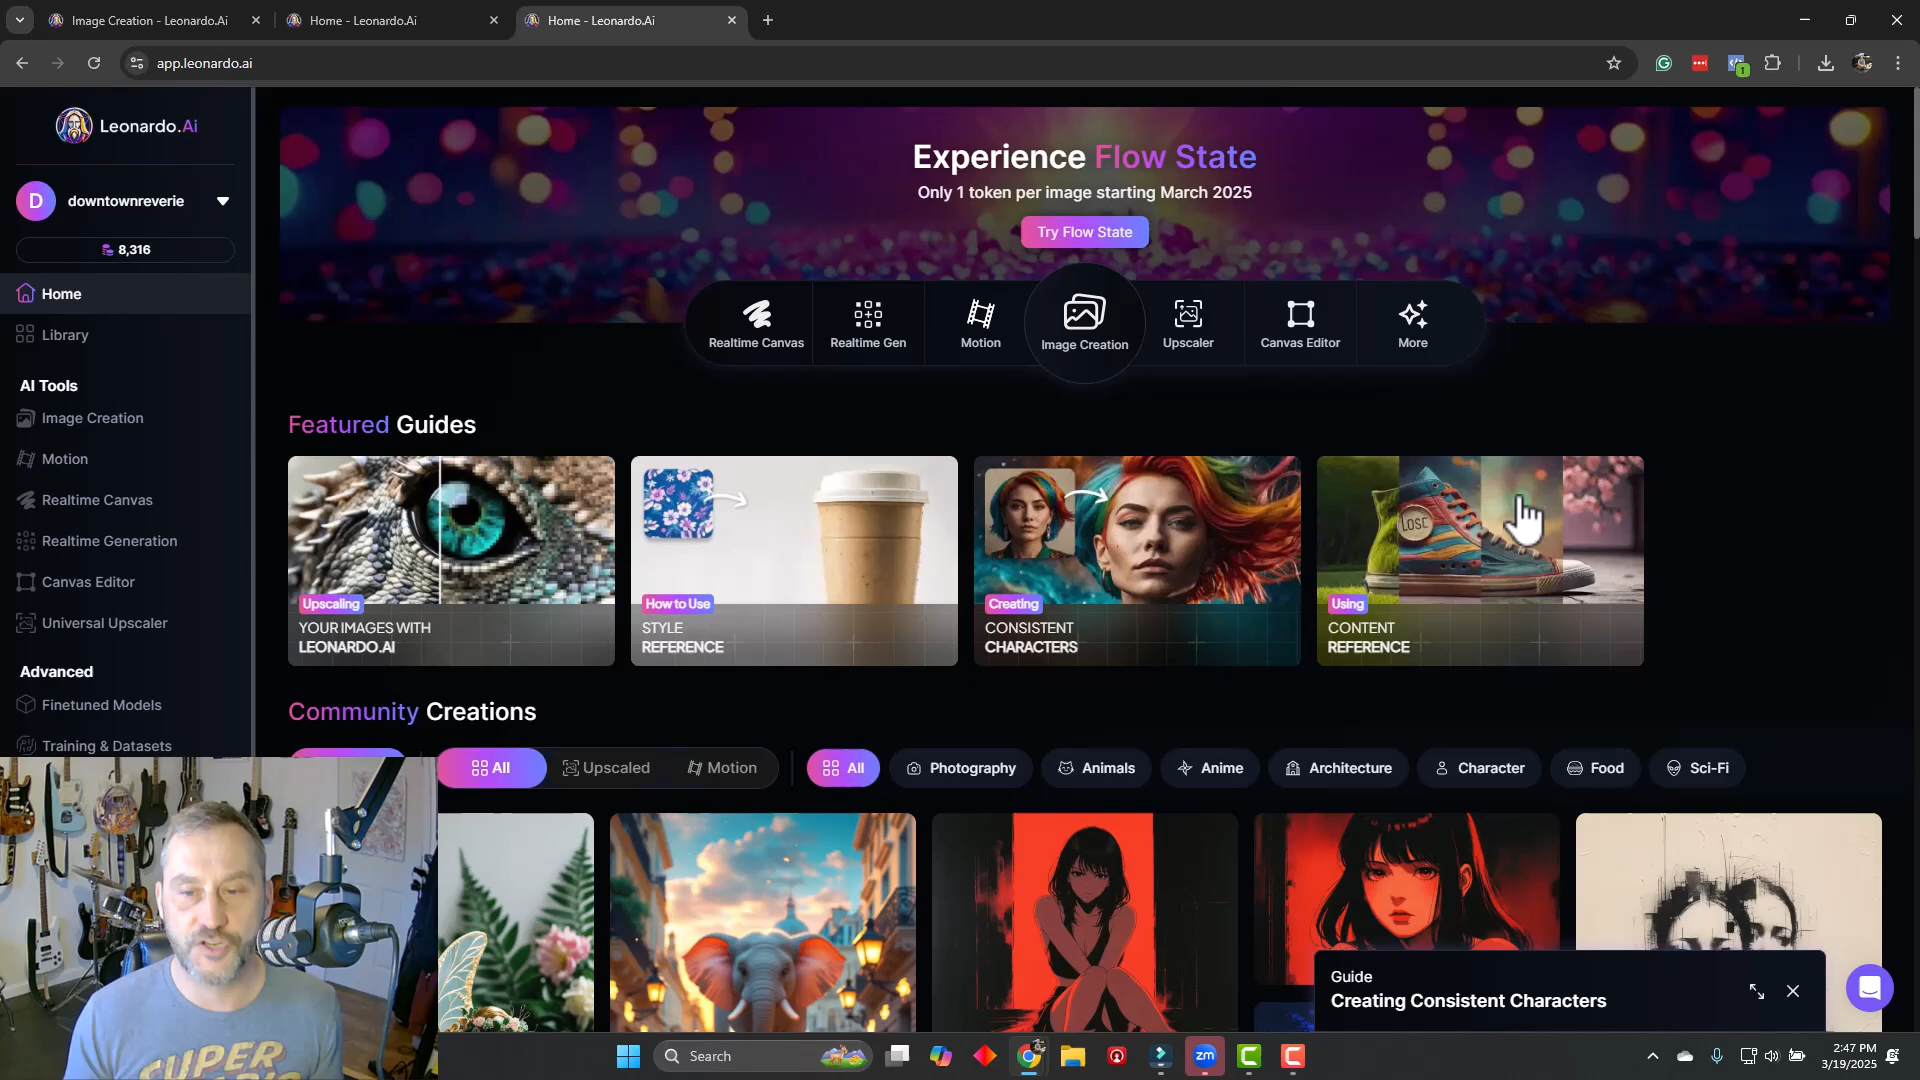 Image Creation - Leonardo.Ai
Home - Leonardo.Ai
Home - Leonardo.Ai
app.leonardo.ai
1
Leonardo.Ai
D
downtownreverie
8,316
Home
Library
AI Tools
Image Creation
Motion
Realtime Canvas
Realtime Generation
Canvas Editor
Universal Upscaler
Advanced
Finetuned Models
Training & Datasets
Experience Flow State
Only 1 token per image starting March 2025
Try Flow State
Realtime Canvas
Realtime Gen
Motion
Image Creation
Upscaler
Canvas Editor
More
Featured Guides
Upscaling
YOUR IMAGES WITH
LEONARDO.AI
How to Use
STYLE
REFERENCE
Creating
CONSISTENT
CHARACTERS
LOSC
Using
CONTENT
REFERENCE
Community Creations
All
Upscaled
Motion
All
Photography
Animals
Anime
Architecture
Character
Food
Sci-Fi
Guide
Creating Consistent Characters
SUPER
Search
zm
2:47 PM
3/19/2025